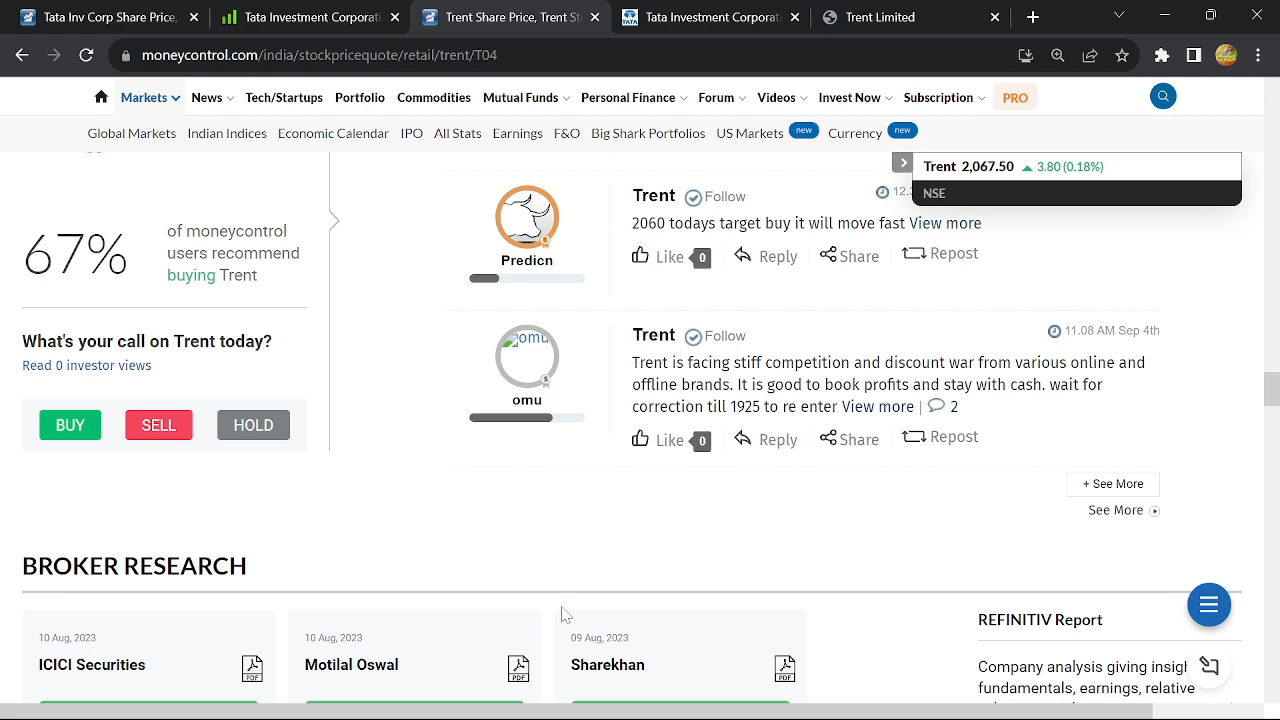 Tata Inv Corp Share Price,
Tata Investment Corporati
Trent Share Price, Trent St
TATA
Tata Investment Corporati
Trent Limited
moneycontrol.com/india/stockpricequote/retail/trent/T04
Markets
News
Tech/Startups
Portfolio
Commodities
Mutual Funds
Personal Finance
Forum
Videos
Invest Now
Subscription
PRO
Global Markets
Indian Indices
Economic Calendar
IPO
All Stats
Earnings
F&O
Big Shark Portfolios
US Markets
new
Currency
new
Trent 2,067.50 3.80 (0.18%)
NSE
67%
of moneycontrol
users recommend
buying Trent
What's your call on Trent today?
Read 0 investor views
BUY
SELL
HOLD
Predicn
Trent Follow
2060 todays target buy it will move fast View more
Like 0 Reply Share Repost
omu
omu
Trent Follow
11.08 AM Sep 4th
Trent is facing stiff competition and discount war from various online and
offline brands. It is good to book profits and stay with cash. wait for
correction till 1925 to re enter View more | 2
Like 0 Reply Share Repost
+ See More
See More
BROKER RESEARCH
10 Aug, 2023
ICICI Securities
PDF
10 Aug, 2023
Motilal Oswal
PDF
09 Aug, 2023
Sharekhan
PDF
REFINITIV Report
Company analysis giving
fundamentals, earnings, relative